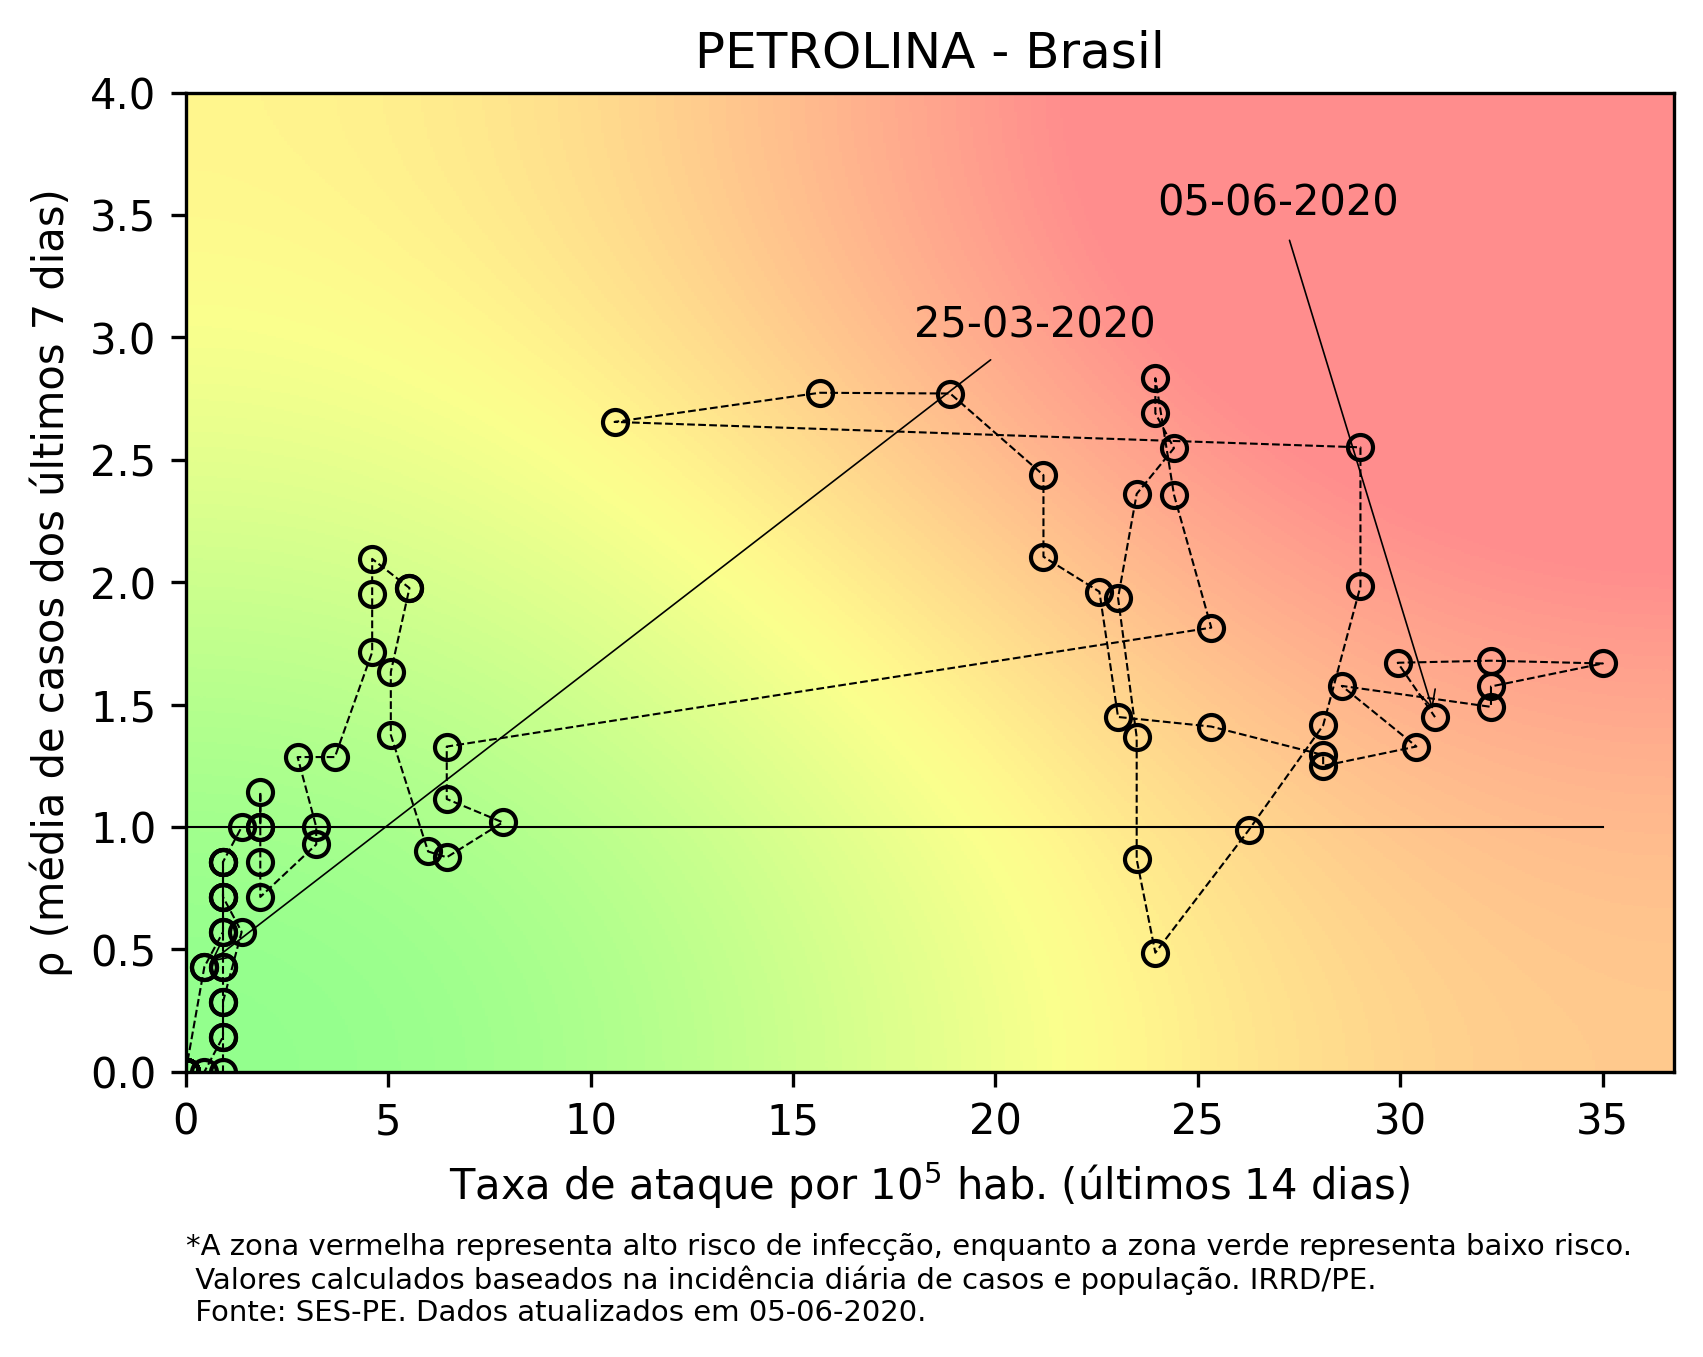 PETROLINA - Brasil
4.0
3.5
3.0
2.5
2.0
1.5
1.0
0.5
0.0
ρ (média de casos dos últimos 7 dias)
05-06-2020
25-03-2020
0 5 10 15 20 25 30 35
Taxa de ataque por 10⁵ hab. (últimos 14 dias)
*A zona vermelha representa alto risco de infecção, enquanto a zona verde representa baixo risco.
Valores calculados baseados na incidência diária de casos e população. IRRD/PE.
Fonte: SES-PE. Dados atualizados em 05-06-2020.